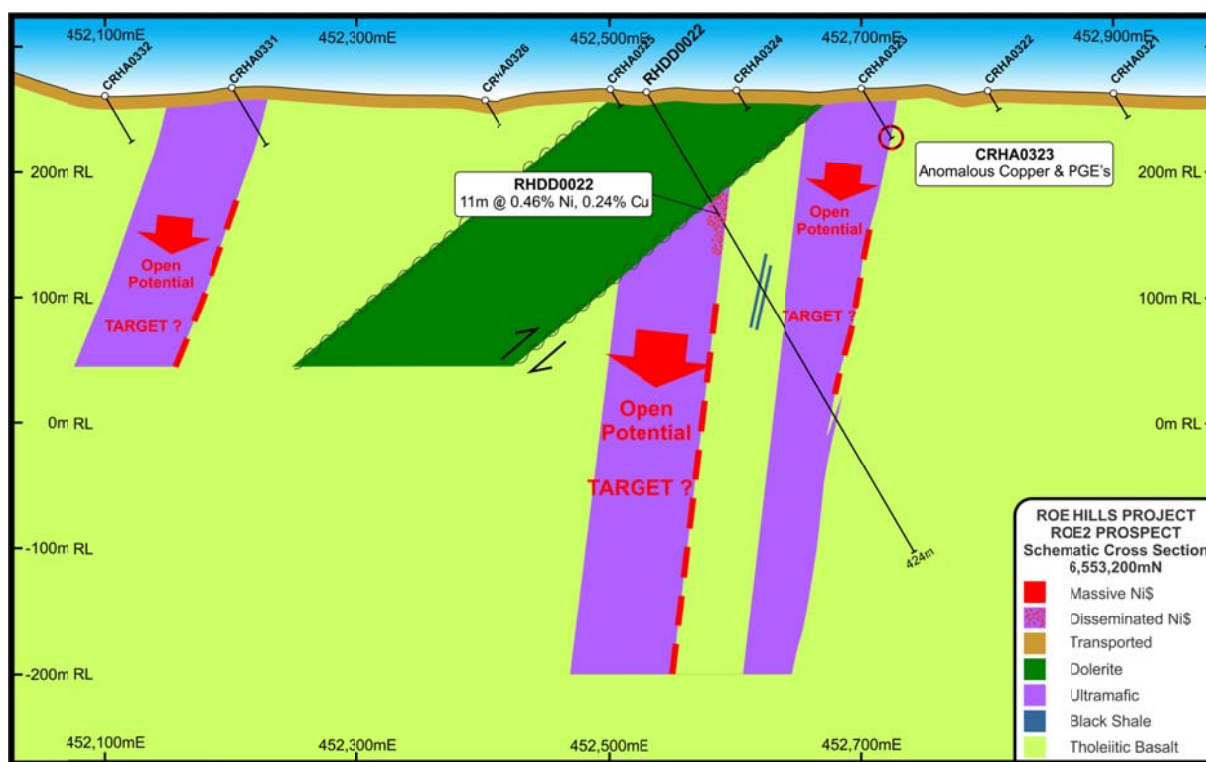 452,100mE
452,300mE
452,500mE
452,700mE
452,900mE
CRHA0332
CRHA0331
CRHA0326
CRHA0325
RHDD0022
CRHA0324
CRHA0323
CRHA0322
CRHA0321
200m RL
100m RL
0m RL
-100m RL
-200m RL
200m RL
100m RL
0m RL
RHDD0022
11m @ 0.46% Ni, 0.24% Cu
CRHA0323
Anomalous Copper & PGE's
Open
Potential
TARGET ?
Open
Potential
TARGET ?
Open
Potential
TARGET ?
424m
ROE HILLS PROJECT
ROE2 PROSPECT
Schematic Cross Section
6,553,200mN
Massive Ni$
Disseminated Ni$
Transported
Dolerite
Ultramafic
Black Shale
Tholeiitic Basalt
452,100mE
452,300mE
452,500mE
452,700mE